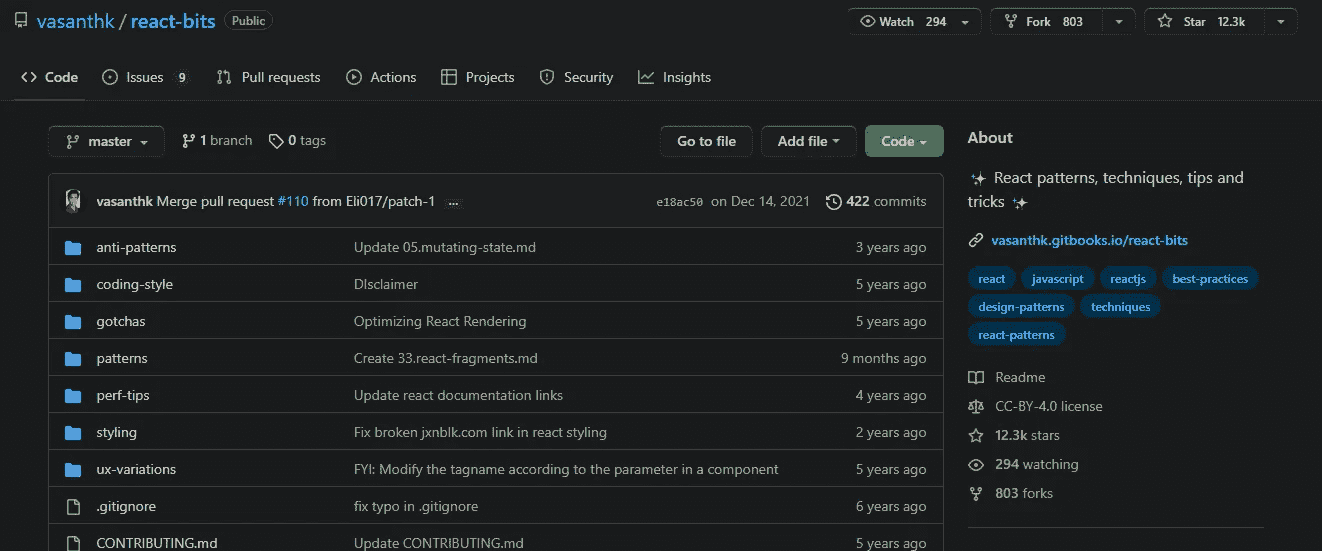 vasanthk / react-bits Public Watch 294 Fork 803 Star 12.3k
Code Issues 9 Pull requests Actions Projects Security Insights
master 1 branch 0 tags Go to file Add file Code
vasanthk Merge pull request #110 from Eli017/patch-1 ... e18ac50 on Dec 14, 2021 422 commits
anti-patterns Update 05.mutating-state.md 3 years ago
coding-style DIsclaimer 5 years ago
gotchas Optimizing React Rendering 5 years ago
patterns Create 33.react-fragments.md 9 months ago
perf-tips Update react documentation links 4 years ago
styling Fix broken jxnblk.com link in react styling 2 years ago
ux-variations FYI: Modify the tagname according to the parameter in a component 5 years ago
.gitignore fix typo in .gitignore 6 years ago
CONTRIBUTING.md Update CONTRIBUTING.md 5 years ago
About
React patterns, techniques, tips and
tricks
vasanthk.gitbooks.io/react-bits
react javascript reactjs best-practices
design-patterns techniques
react-patterns
Readme
CC-BY-4.0 license
12.3k stars
294 watching
803 forks